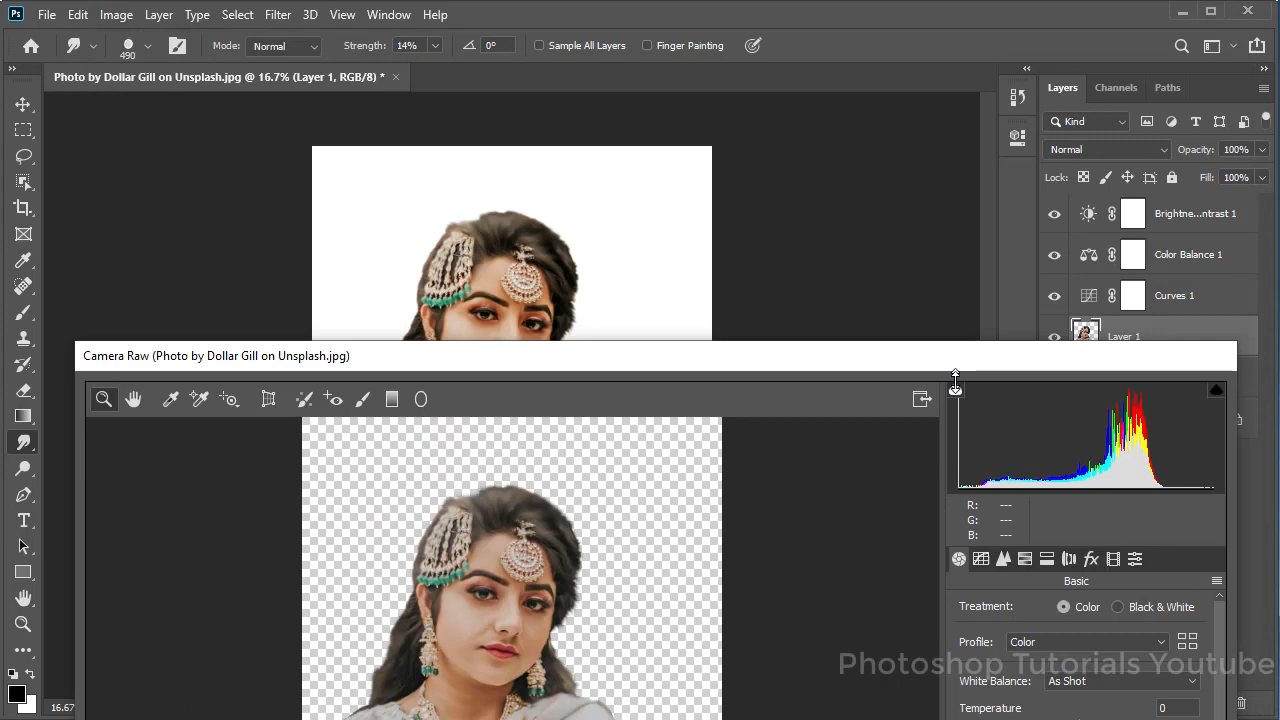 Ps File Edit Image Layer Type Select Filter 3D View Window Help
490 Mode: Normal Strength: 14% 0° Sample All Layers Finger Painting
Photo by Dollar Gill on Unsplash.jpg @ 16.7% (Layer 1, RGB/8) *
Layers Channels Paths
Kind
Normal Opacity: 100%
Lock: Fill: 100%
Brightne...ntrast 1
Color Balance 1
Curves 1
Layer 1
Camera Raw (Photo by Dollar Gill on Unsplash.jpg)
R: ---
G: ---
B: ---
fx
Basic
Treatment: Color Black & White
Profile: Color
Photoshop Tutorials Youtube
White Balance: As Shot
Temperature 0
16.67